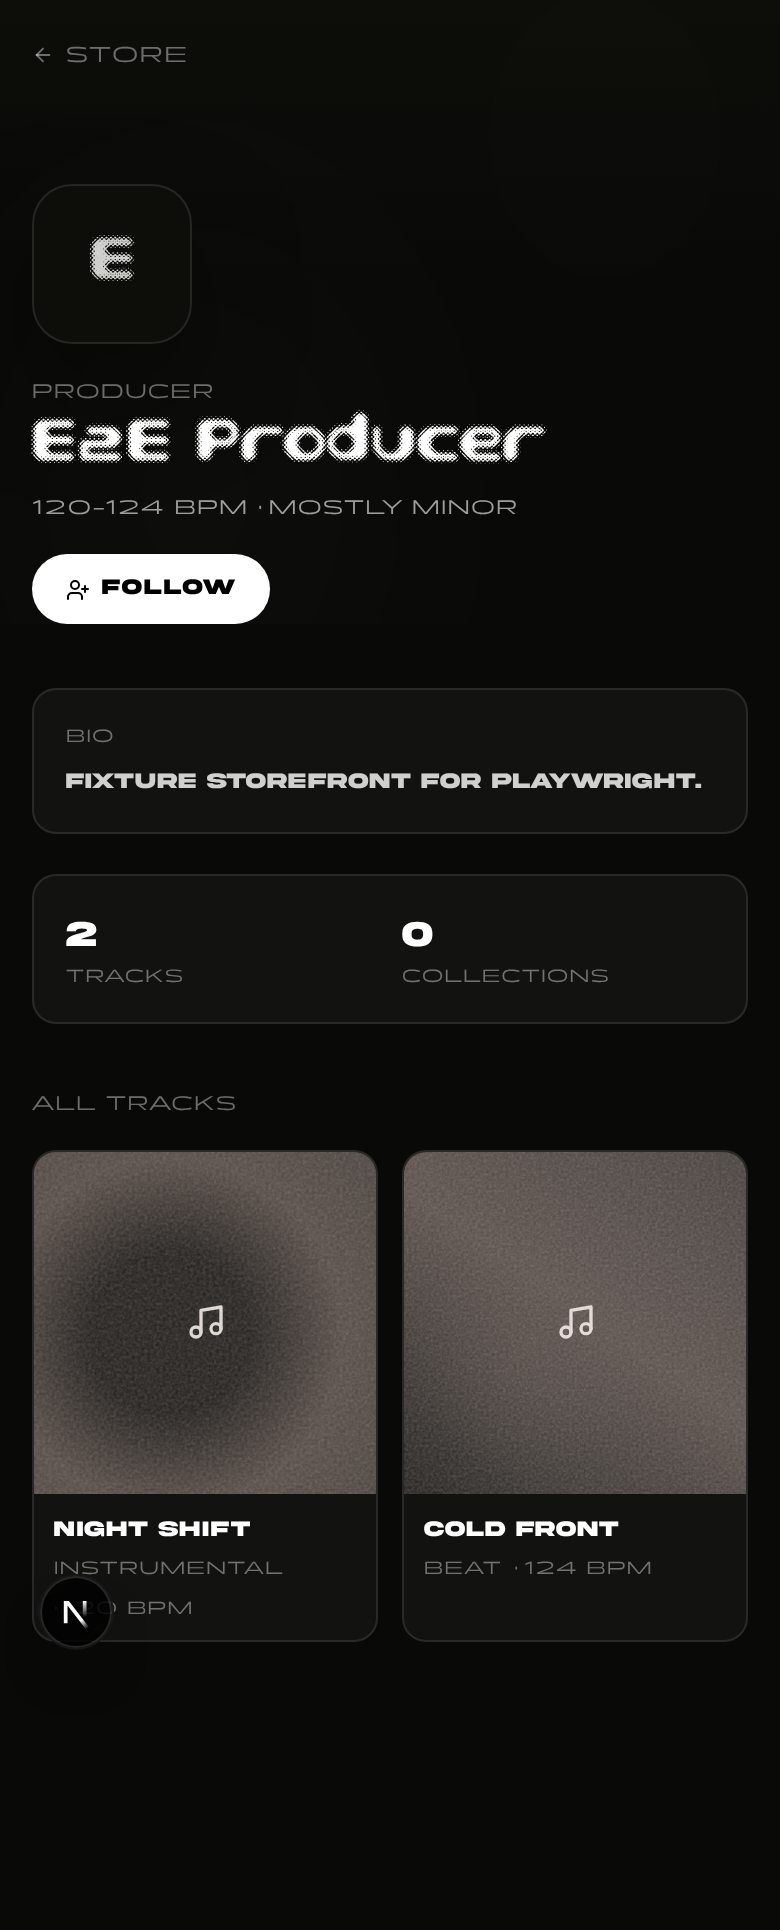 STORE
E
PRODUCER
E2E Producer
120–124 BPM · MOSTLY MINOR
FOLLOW
BIO
FIXTURE STOREFRONT FOR PLAYWRIGHT.
2
TRACKS
0
COLLECTIONS
ALL TRACKS
NIGHT SHIFT
INSTRUMENTAL
BPM
N
COLD FRONT
BEAT · 124 BPM